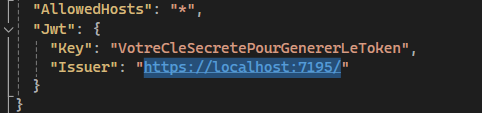 "AllowedHosts": "*",
"Jwt": {
"Key": "VotreCleSecretePourGenererLeToken",
"Issuer": "https://localhost:7195/"
}
}